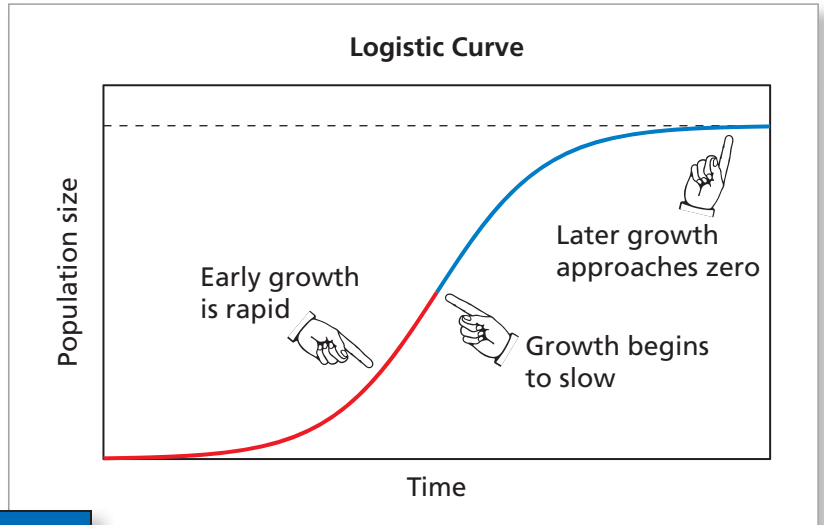 Logistic Curve
Population size
Early growth
is rapid
Later growth
approaches zero
Growth begins
to slow
Time